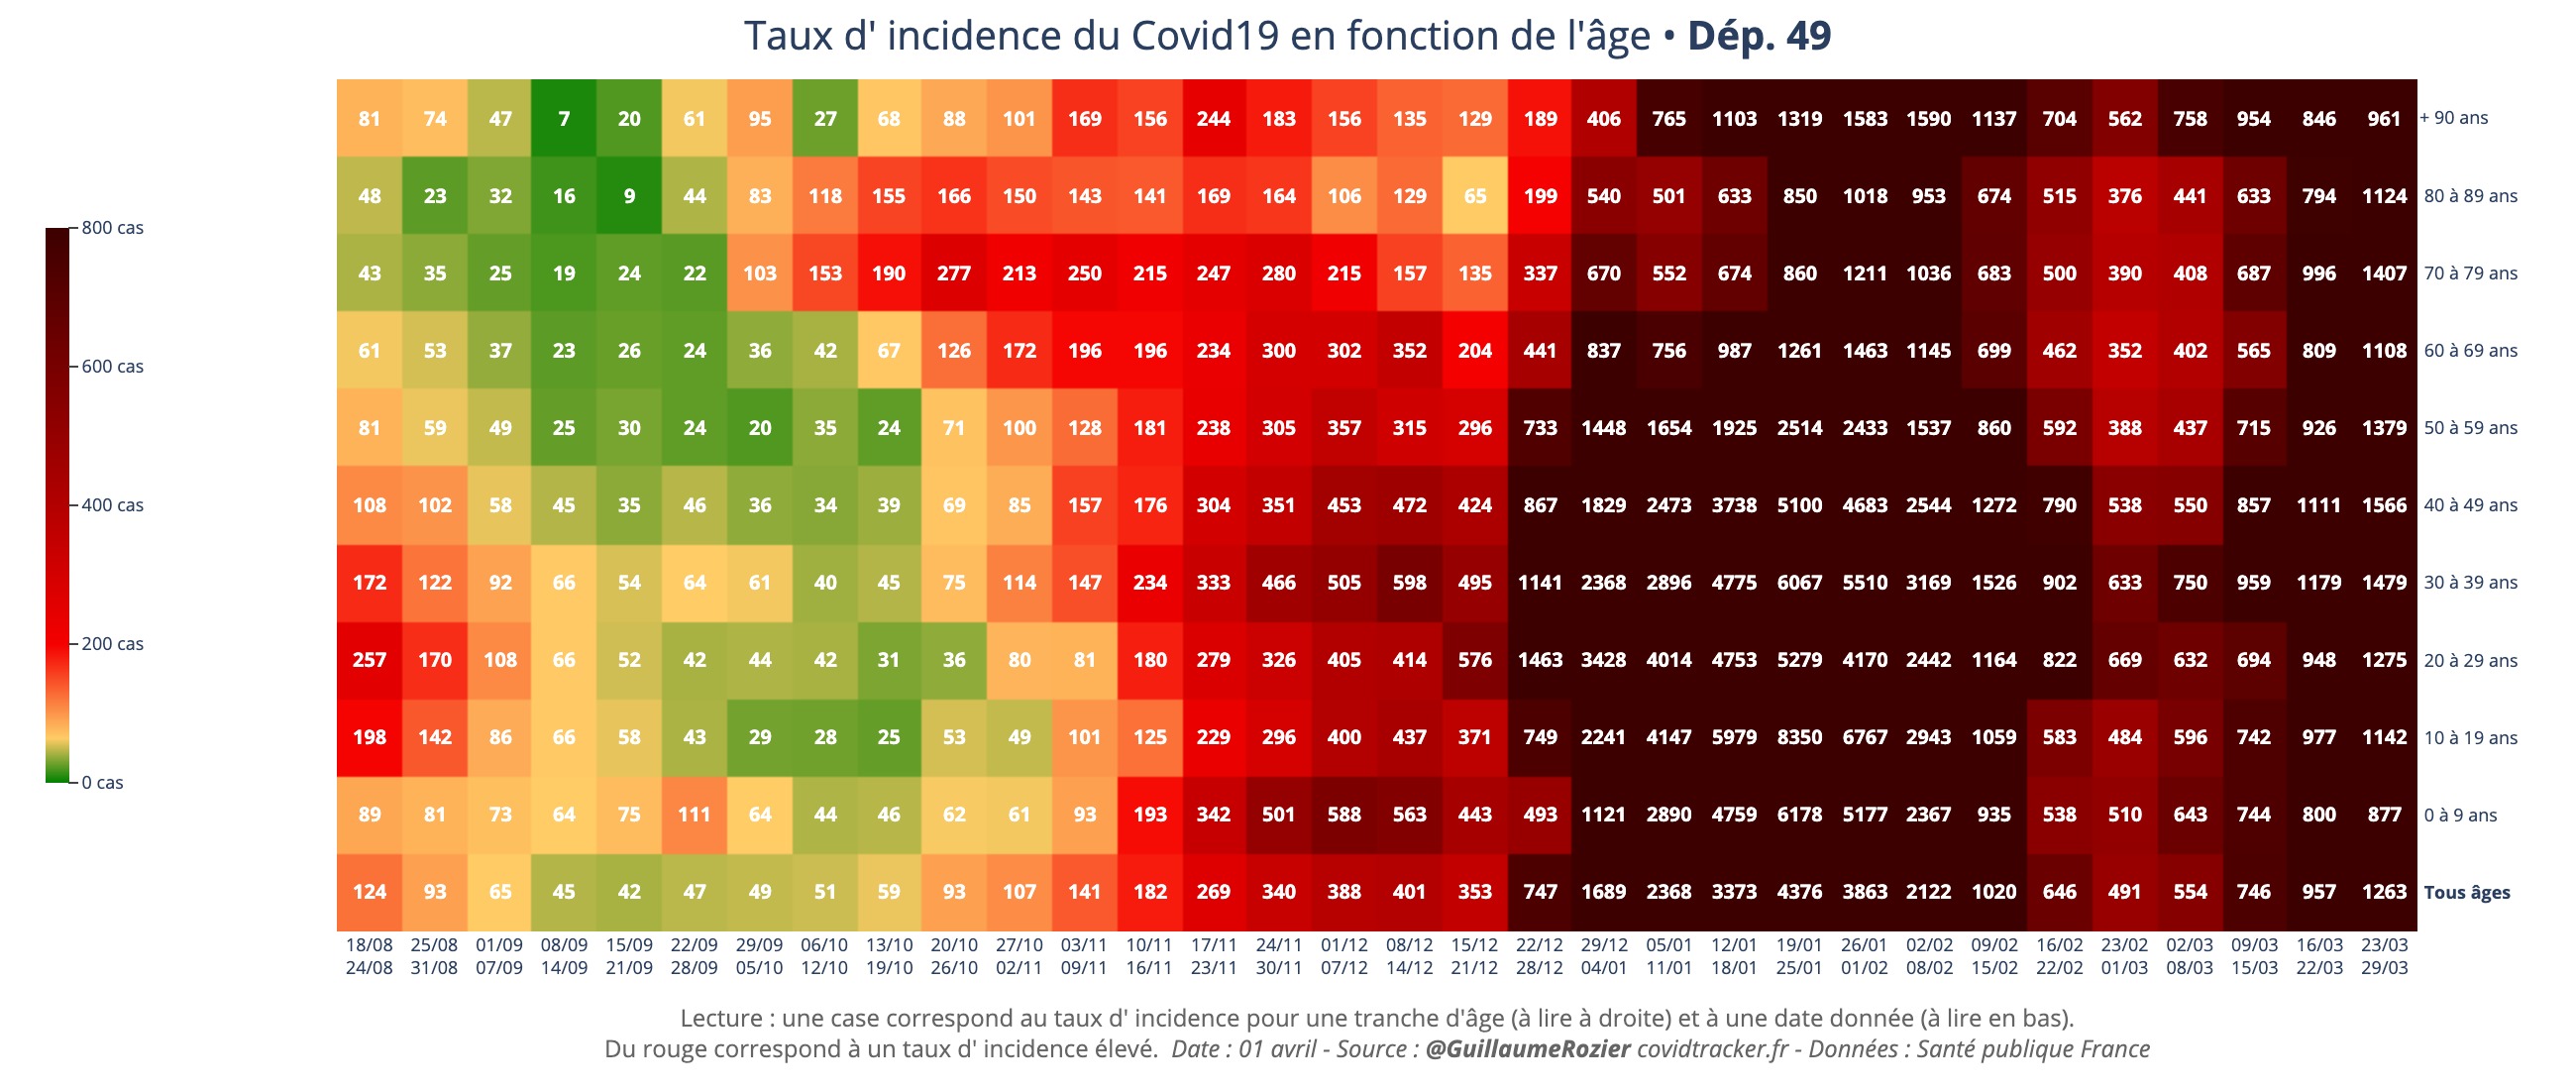 Taux d' incidence du Covid19 en fonction de l'âge • Dép. 49
800 cas
600 cas
400 cas
200 cas
0 cas
81 74 47 7 20 61 95 27 68 88 101 169 156 244 183 156 135 129 189 406 765 1103 1319 1583 1590 1137 704 562 758 954 846 961 + 90 ans
48 23 32 16 9 44 83 118 155 166 150 143 141 169 164 106 129 65 199 540 501 633 850 1018 953 674 515 376 441 633 794 1124 80 à 89 ans
43 35 25 19 24 22 103 153 190 277 213 250 215 247 280 215 157 135 337 670 552 674 860 1211 1036 683 500 390 408 687 996 1407 70 à 79 ans
61 53 37 23 26 24 36 42 67 126 172 196 196 234 300 302 352 204 441 837 756 987 1261 1463 1145 699 462 352 402 565 809 1108 60 à 69 ans
81 59 49 25 30 24 20 35 24 71 100 128 181 238 305 357 315 296 733 1448 1654 1925 2514 2433 1537 860 592 388 437 715 926 1379 50 à 59 ans
108 102 58 45 35 46 36 34 39 69 85 157 176 304 351 453 472 424 867 1829 2473 3738 5100 4683 2544 1272 790 538 550 857 1111 1566 40 à 49 ans
172 122 92 66 54 64 61 40 45 75 114 147 234 333 466 505 598 495 1141 2368 2896 4775 6067 5510 3169 1526 902 633 750 959 1179 1479 30 à 39 ans
257 170 108 66 52 42 44 42 31 36 80 81 180 279 326 405 414 576 1463 3428 4014 4753 5279 4170 2442 1164 822 669 632 694 948 1275 20 à 29 ans
198 142 86 66 58 43 29 28 25 53 49 101 125 229 296 400 437 371 749 2241 4147 5979 8350 6767 2943 1059 583 484 596 742 977 1142 10 à 19 ans
89 81 73 64 75 111 64 44 46 62 61 93 193 342 501 588 563 443 493 1121 2890 4759 6178 5177 2367 935 538 510 643 744 800 877 0 à 9 ans
124 93 65 45 42 47 49 51 59 93 107 141 182 269 340 388 401 353 747 1689 2368 3373 4376 3863 2122 1020 646 491 554 746 957 1263 Tous âges
18/08 25/08 01/09 08/09 15/09 22/09 29/09 06/10 13/10 20/10 27/10 03/11 10/11 17/11 24/11 01/12 08/12 15/12 22/12 29/12 05/01 12/01 19/01 26/01 02/02 09/02 16/02 23/02 02/03 09/03 16/03 23/03
24/08 31/08 07/09 14/09 21/09 28/09 05/10 12/10 19/10 26/10 02/11 09/11 16/11 23/11 30/11 07/12 14/12 21/12 28/12 04/01 11/01 18/01 25/01 01/02 08/02 15/02 22/02 01/03 08/03 15/03 22/03 29/03
Lecture : une case correspond au taux d' incidence pour une tranche d'âge (à lire à droite) et à une date donnée (à lire en bas).
Du rouge correspond à un taux d' incidence élevé. Date : 01 avril - Source : @GuillaumeRozier covidtracker.fr - Données : Santé publique France